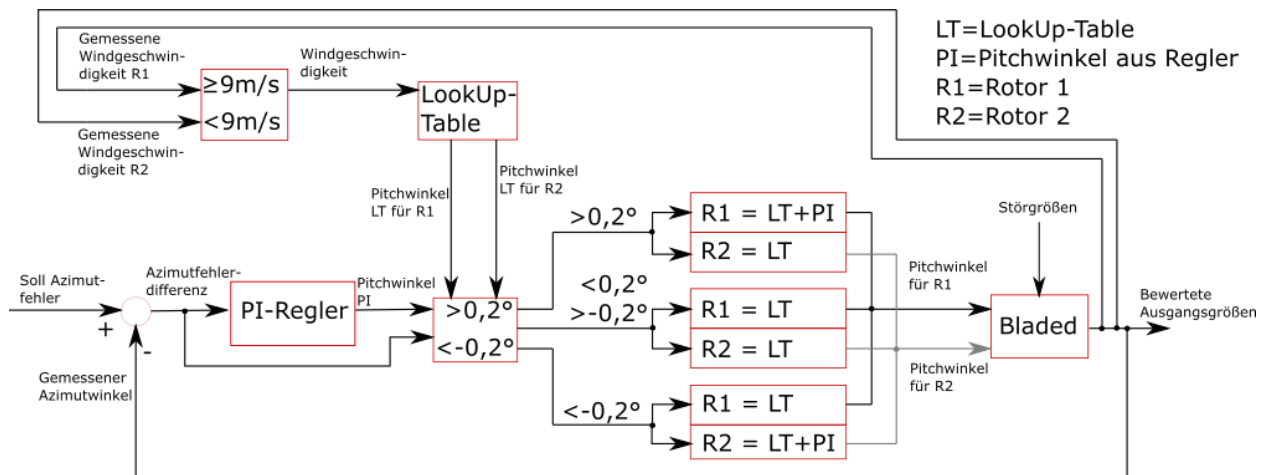 LT=LookUp-Table
PI=Pitchwinkel aus Regler
R1=Rotor 1
R2=Rotor 2
Gemessene
Windgeschwin-
digkeit R1
Windgeschwin-
digkeit
≥9m/s
<9m/s
LookUp-
Table
Gemessene
Windgeschwin-
digkeit R2
Pitchwinkel
LT für R1
Pitchwinkel
LT für R2
>0,2°
R1 = LT+PI
R2 = LT
Störgrößen
Soll Azimut-
fehler
+
-
Azimutfehler-
differenz
PI-Regler
Pitchwinkel
PI
>0,2°
<-0,2°
<0,2°
>-0,2°
R1 = LT
R2 = LT
Pitchwinkel
für R1
Bladed
Bewertete
Ausgangsgrößen
Pitchwinkel
für R2
Gemessener
Azimutwinkel
<-0,2°
R1 = LT
R2 = LT+PI